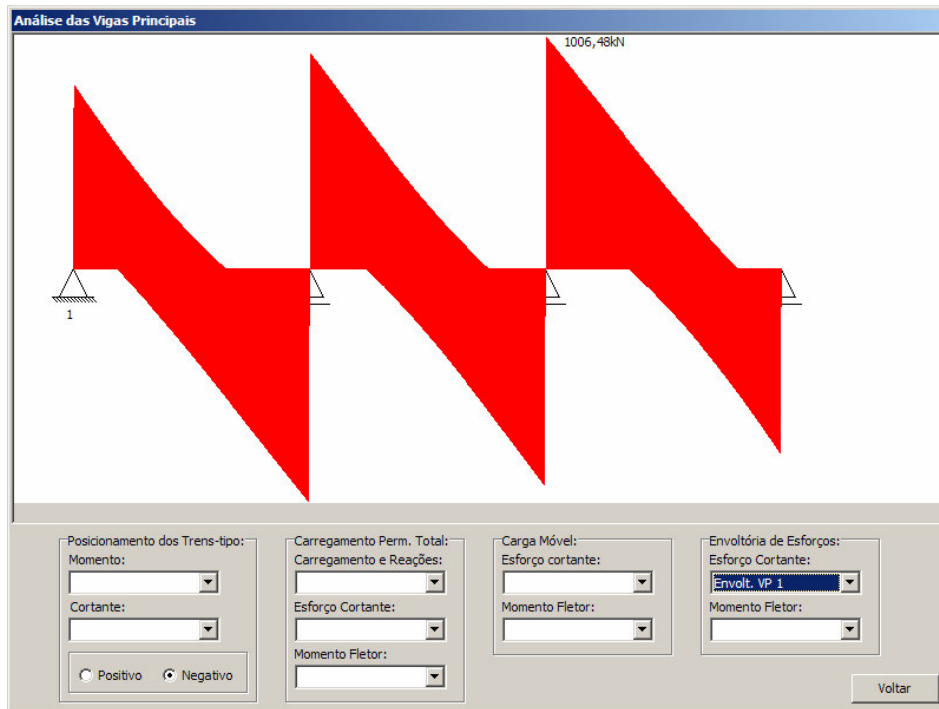 Análise das Vigas Principais
1006,48kN
1
Posicionamento dos Trens-tipo:
Momento:
Cortante:
Positivo
Negativo
Carregamento Perm. Total:
Carregamento e Reações:
Esforço Cortante:
Momento Fletor:
Carga Móvel:
Esforço cortante:
Momento Fletor:
Envoltória de Esforços:
Esforço Cortante:
Envolt. VP 1
Momento Fletor:
Voltar